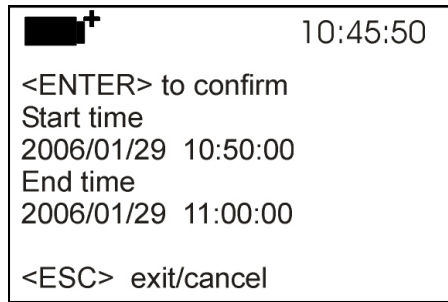 10:45:50
<ENTER> to confirm
Start time
2006/01/29 10:50:00
End time
2006/01/29 11:00:00
<ESC> exit/cancel